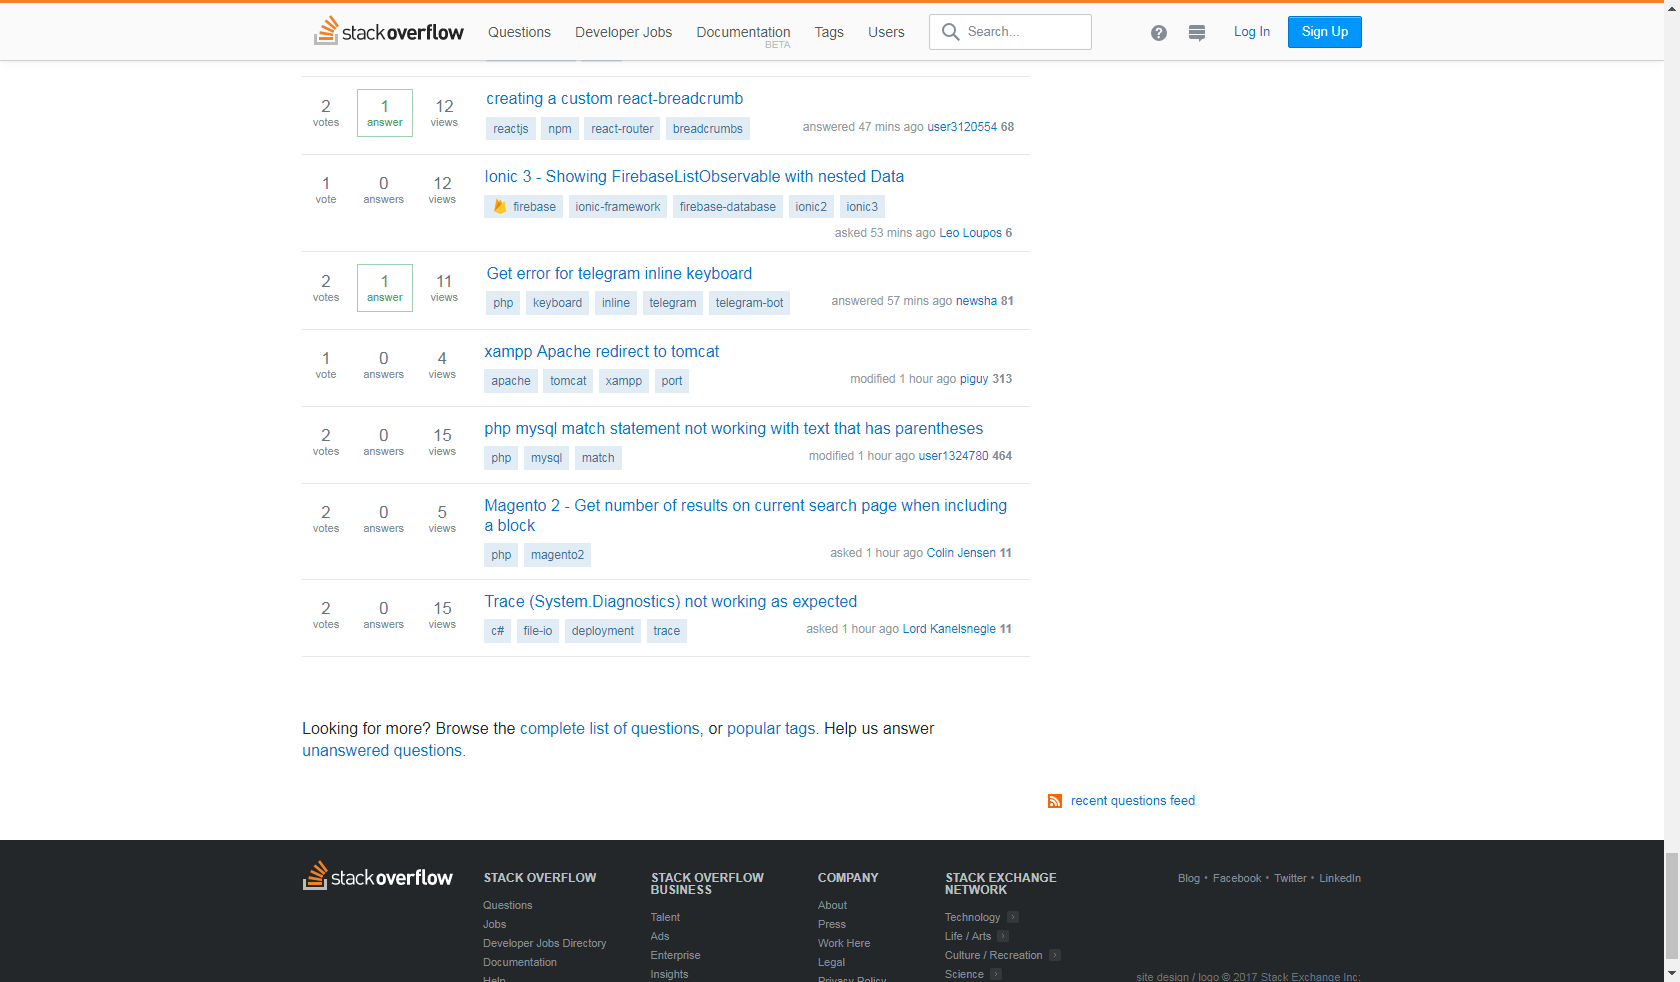 stackoverflow Questions Developer Jobs Documentation BETA Tags Users Search... ? Log In Sign Up
2 votes 1 answer 12 views
creating a custom react-breadcrumb
reactjs npm react-router breadcrumbs
answered 47 mins ago user3120554 68
1 vote 0 answers 12 views
Ionic 3 - Showing FirebaseListObservable with nested Data
firebase ionic-framework firebase-database ionic2 ionic3
asked 53 mins ago Leo Loupos 6
2 votes 1 answer 11 views
Get error for telegram inline keyboard
php keyboard inline telegram telegram-bot
answered 57 mins ago newsha 81
1 vote 0 answers 4 views
xampp Apache redirect to tomcat
apache tomcat xampp port
modified 1 hour ago piguy 313
2 votes 0 answers 15 views
php mysql match statement not working with text that has parentheses
php mysql match
modified 1 hour ago user1324780 464
2 votes 0 answers 5 views
Magento 2 - Get number of results on current search page when including
a block
php magento2
asked 1 hour ago Colin Jensen 11
2 votes 0 answers 15 views
Trace (System.Diagnostics) not working as expected
c# file-io deployment trace
asked 1 hour ago Lord Kanelsnegle 11
Looking for more? Browse the complete list of questions, or popular tags. Help us answer
unanswered questions.
recent questions feed
stackoverflow
STACK OVERFLOW
Questions
Jobs
Developer Jobs Directory
Documentation
Help
STACK OVERFLOW
BUSINESS
Talent
Ads
Enterprise
Insights
COMPANY
About
Press
Work Here
Legal
Privacy Policy
STACK EXCHANGE
NETWORK
Technology
Life / Arts
Culture / Recreation
Science
Blog • Facebook • Twitter • LinkedIn
site design / logo © 2017 Stack Exchange Inc;